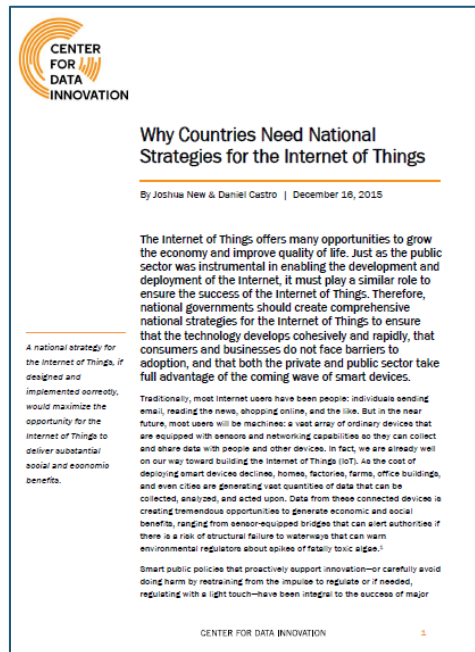 CENTER
FOR
DATA
INNOVATION
Why Countries Need National
Strategies for the Internet of Things
By Joshua New & Daniel Castro | December 16, 2015
The Internet of Things offers many opportunities to grow
the economy and improve quality of life. Just as the public
sector was instrumental in enabling the development and
deployment of the Internet, it must play a similar role to
ensure the success of the Internet of Things. Therefore,
national governments should create comprehensive
national strategies for the Internet of Things to ensure
that the technology develops cohesively and rapidly, that
consumers and businesses do not face barriers to
adoption, and that both the private and public sector take
full advantage of the coming wave of smart devices.
A national strategy for
the Internet of Things, if
designed and
implemented correctly,
would maximize the
opportunity for the
Internet of Things to
deliver substantial
social and economic
benefits.
Traditionally, most Internet users have been people: individuals sending
email, reading the news, shopping online, and the like. But in the near
future, most users will be machines: a vast array of ordinary devices that
are equipped with sensors and networking capabilities so they can collect
and share data with people and other devices. In fact, we are already well
on our way toward building the Internet of Things (IoT). As the cost of
deploying smart devices declines, homes, factories, farms, office buildings,
and even cities are generating vast quantities of data that can be
collected, analyzed, and acted upon. Data from these connected devices is
creating tremendous opportunities to generate economic and social
benefits, ranging from sensor-equipped bridges that can alert authorities if
there is a risk of structural failure to waterways that can warn
environmental regulators about spikes of fatally toxic algae.¹
Smart public policies that proactively support innovation—or carefully avoid
doing harm by restraining from the impulse to regulate or if needed,
regulating with a light touch—have been integral to the success of major
CENTER FOR DATA INNOVATION 1